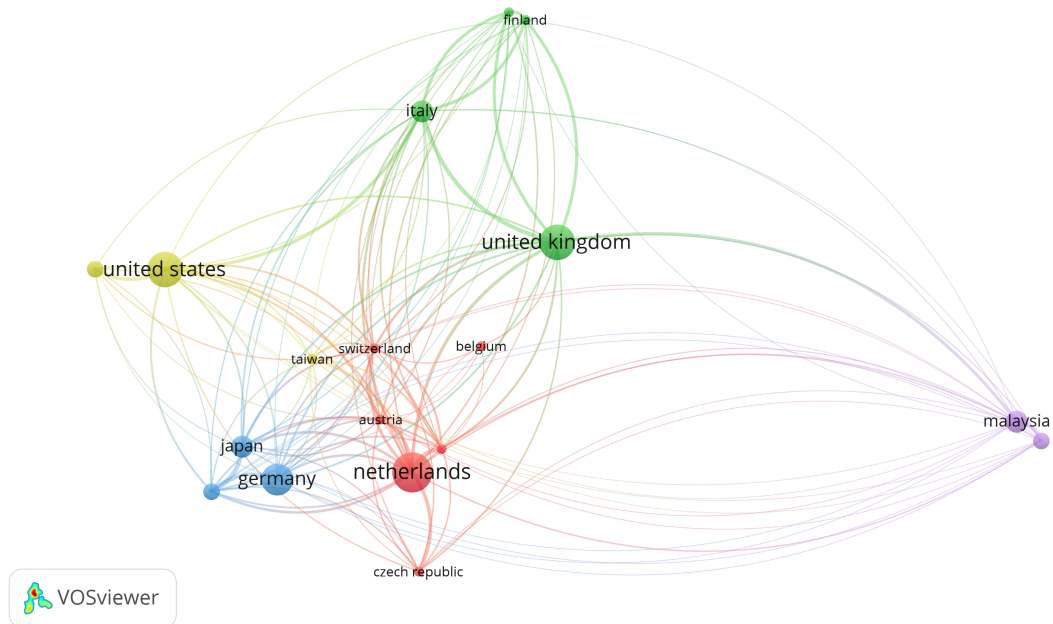 finland
italy
united kingdom
united states
belgium
switzerland
taiwan
austria
malaysia
japan
netherlands
germany
czech republic
VOSviewer